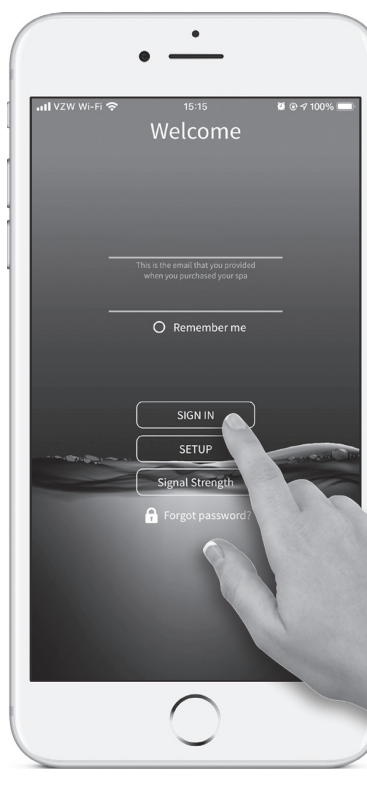 VZW Wi-Fi 15:15 100%
Welcome
This is the email that you provided
when you purchased your spa
Remember me
SIGN IN
SETUP
Signal Strength
Forgot password?